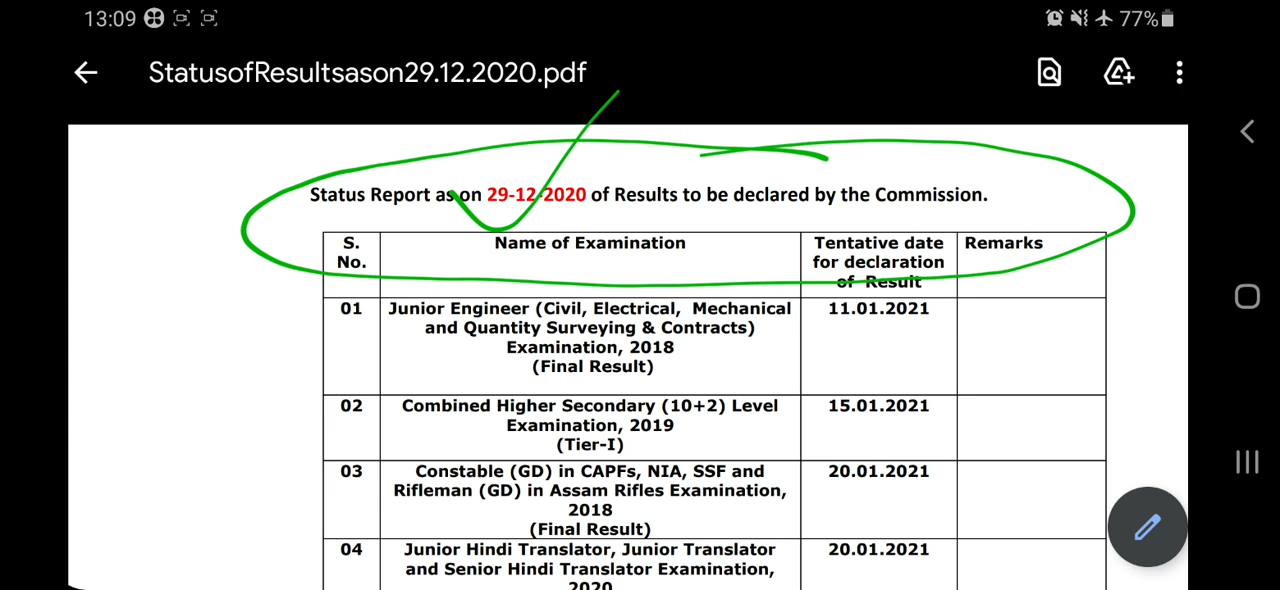 13:09
77%
StatusofResultsason29.12.2020.pdf
Status Report as on 29-12-2020 of Results to be declared by the Commission.
S. No. Name of Examination Tentative date for declaration of Result Remarks
01 Junior Engineer (Civil, Electrical, Mechanical 11.01.2021
and Quantity Surveying & Contracts)
Examination, 2018
(Final Result)
02 Combined Higher Secondary (10+2) Level 15.01.2021
Examination, 2019
(Tier-I)
03 Constable (GD) in CAPFs, NIA, SSF and 20.01.2021
Rifleman (GD) in Assam Rifles Examination,
2018
(Final Result)
04 Junior Hindi Translator, Junior Translator 20.01.2021
and Senior Hindi Translator Examination,
2020